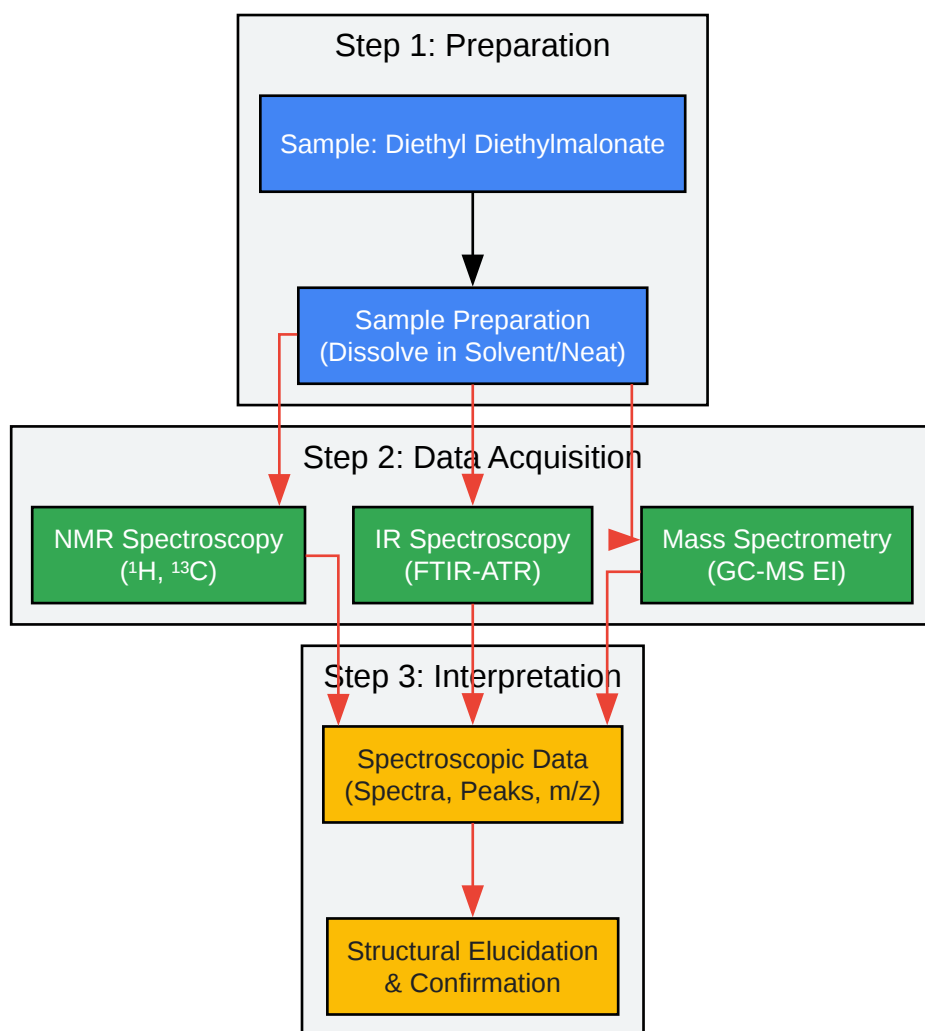 Step 1: Preparation
Sample: Diethyl Diethylmalonate
Sample Preparation
(Dissolve in Solvent/Neat)
Step 2: Data Acquisition
NMR Spectroscopy
(¹H, ¹³C)
IR Spectroscopy
(FTIR-ATR)
Mass Spectrometry
(GC-MS EI)
Step 3: Interpretation
Spectroscopic Data
(Spectra, Peaks, m/z)
Structural Elucidation
& Confirmation